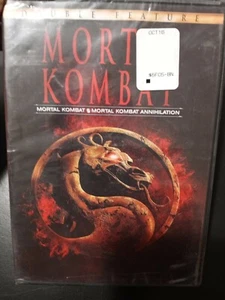 DOUBLE FEATURE
MORTAL
KOMBAT
MORTAL KOMBAT & MORTAL KOMBAT ANNIHILATION